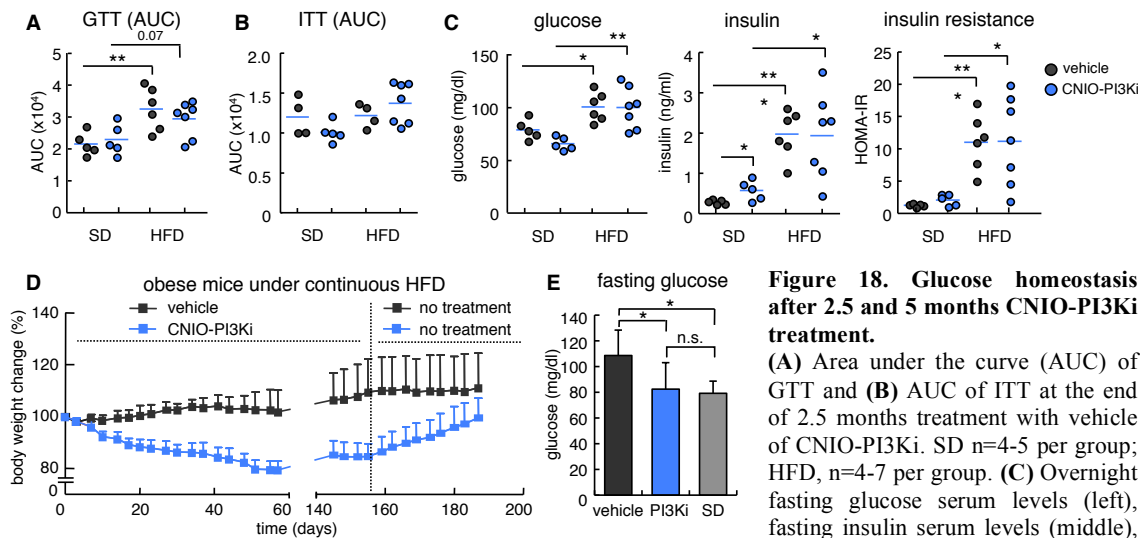 A
GTT (AUC)
0.07
**
AUC (x10⁴)
5
4
3
2
1
0
SD
HFD
B
ITT (AUC)
AUC (x10⁴)
2.0
1.5
1.0
0.5
0
SD
HFD
C
glucose
**
*
glucose (mg/dl)
150
100
50
0
SD
HFD
insulin
*
**
*
*
insulin (ng/ml)
4
3
2
1
0
SD
HFD
insulin resistance
*
**
*
HOMA-IR
25
20
15
10
5
0
SD
HFD
vehicle
CNIO-PI3Ki
D
obese mice under continuous HFD
vehicle
CNIO-PI3Ki
no treatment
no treatment
body weight change (%)
120
100
80
0
0
20
40
60
140
160
180
200
time (days)
E
fasting glucose
*
*
n.s.
glucose (mg/dl)
140
120
100
80
60
40
20
0
vehicle
PI3Ki
SD
Figure 18. Glucose homeostasis
after 2.5 and 5 months CNIO-PI3Ki
treatment.
(A) Area under the curve (AUC) of
GTT and (B) AUC of ITT at the end
of 2.5 months treatment with vehicle
of CNIO-PI3Ki. SD n=4-5 per group;
HFD, n=4-7 per group. (C) Overnight
fasting glucose serum levels (left),
fasting insulin serum levels (middle),